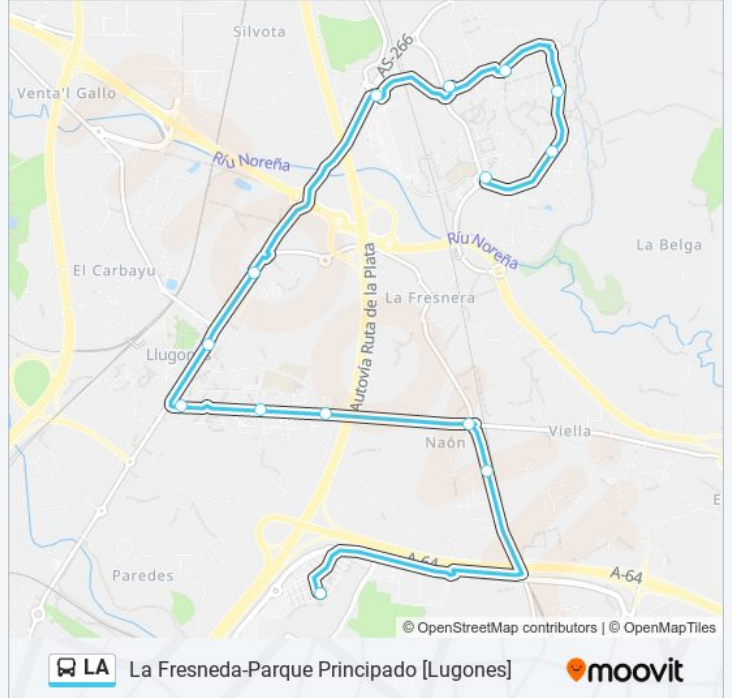 Silvota
AS-266
Venta'l Gallo
Ríu Noreña
Ríu Noreña
La Belga
El Carbayu
La Fresnera
Autovía Ruta de la Plata
Llugones
Naón
Viella
E
A-64
A-64
Paredes
© OpenStreetMap contributors | © OpenMapTiles
LA
La Fresneda-Parque Principado [Lugones]
moovit